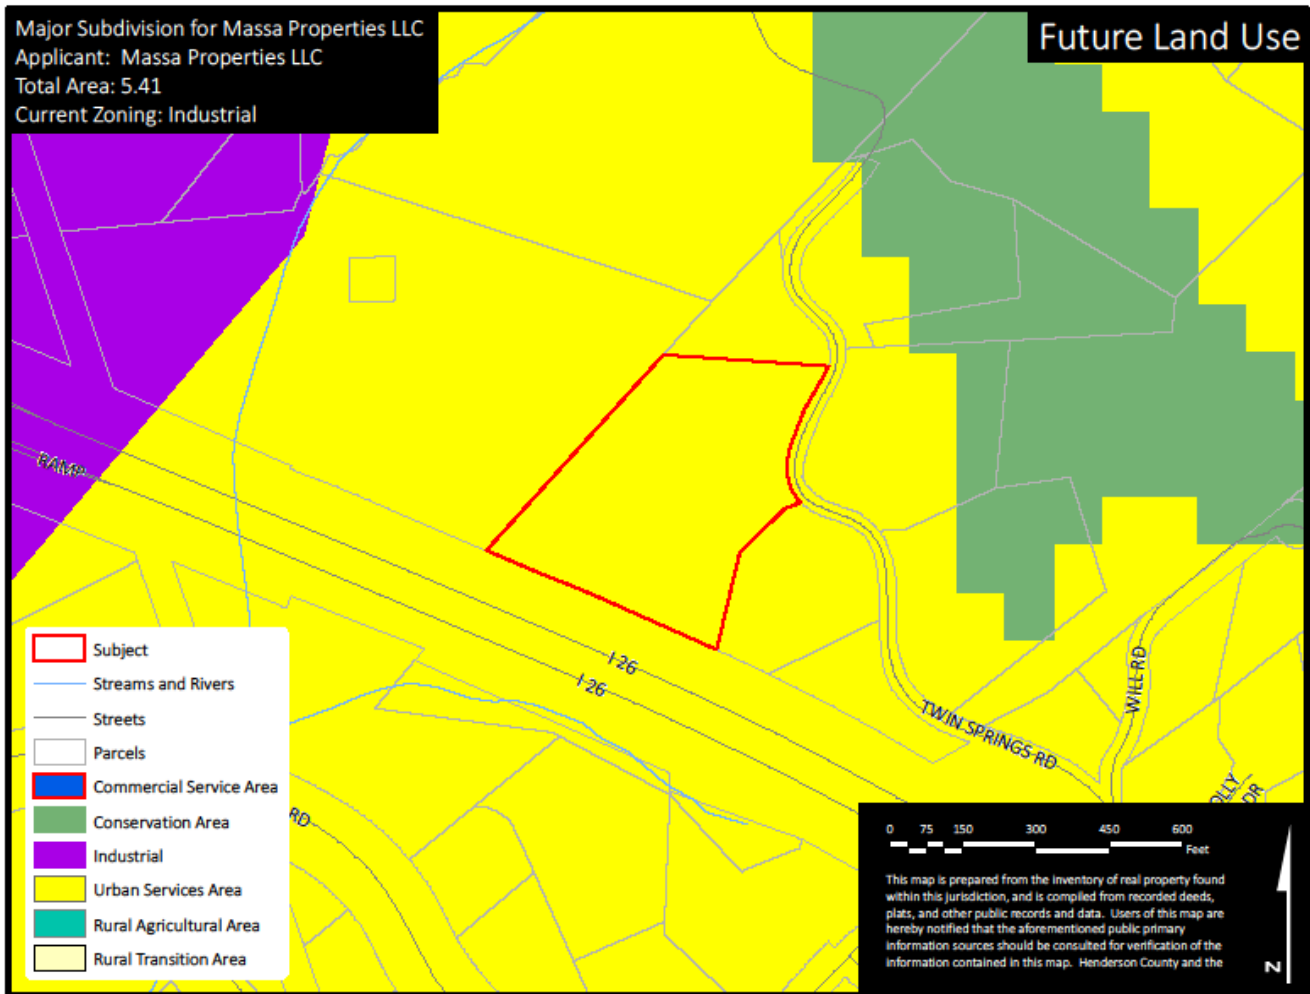 Major Subdivision for Massa Properties LLC
Applicant: Massa Properties LLC
Total Area: 5.41
Current Zoning: Industrial
Future Land Use
RAMP
I 26
I 26
TWIN SPRINGS RD
WILL RD
OLLY
DR
RD
Subject
Streams and Rivers
Streets
Parcels
Commercial Service Area
Conservation Area
Industrial
Urban Services Area
Rural Agricultural Area
Rural Transition Area
0 75 150 300 450 600
Feet
This map is prepared from the inventory of real property found
within this jurisdiction, and is compiled from recorded deeds,
plats, and other public records and data. Users of this map are
hereby notified that the aforementioned public primary
information sources should be consulted for verification of the
information contained in this map. Henderson County and the
N